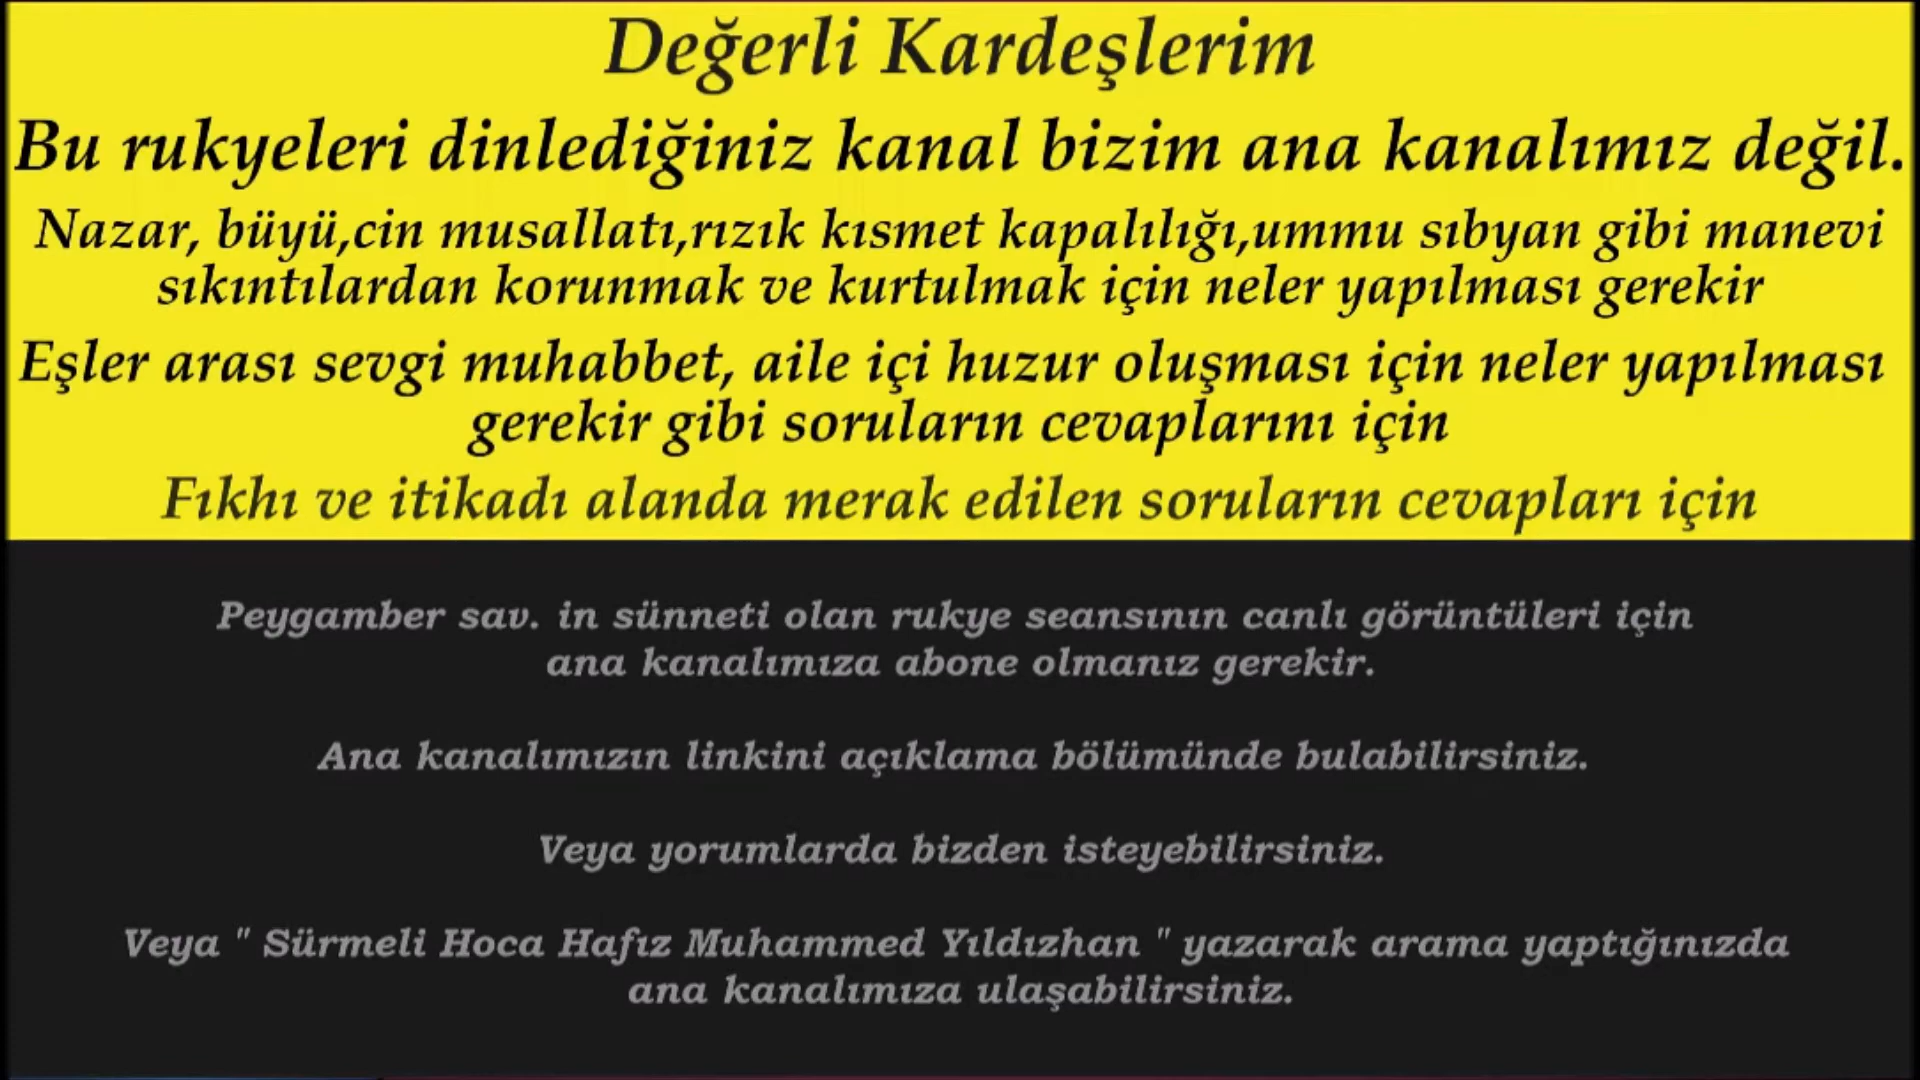 Değerli Kardeşlerim
Bu rukyeleri dinlediğiniz kanal bizim ana kanalımız değil.
Nazar, büyü,cin musallatı,rızık kısmet kapalılığı,ummu sıbyan gibi manevi
sıkıntılardan korunmak ve kurtulmak için neler yapılması gerekir
Eşler arası sevgi muhabbet, aile içi huzur oluşması için neler yapılması
gerekir gibi soruların cevaplarını için
Fıkhı ve itikadı alanda merak edilen soruların cevapları için
Peygamber sav. in sünneti olan rukye seansının canlı görüntüleri için
ana kanalımıza abone olmanız gerekir.
Ana kanalımızın linkini açıklama bölümünde bulabilirsiniz.
Veya yorumlarda bizden isteyebilirsiniz.
Veya " Sürmeli Hoca Hafız Muhammed Yıldızhan " yazarak arama yaptığınızda
ana kanalımıza ulaşabilirsiniz.